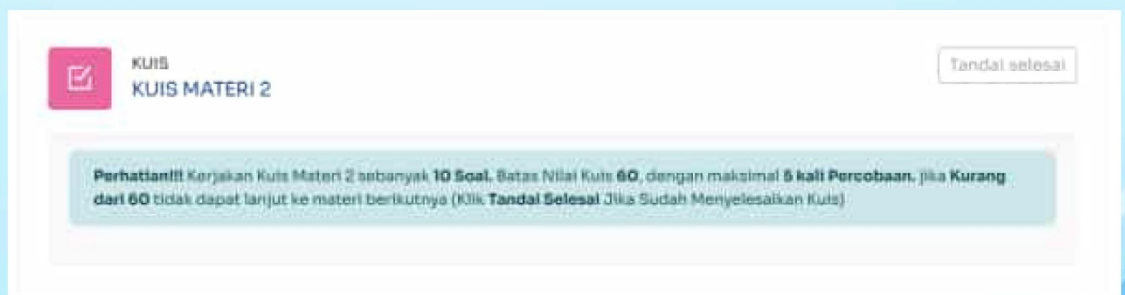 KUIS
KUIS MATERI 2
Tandai selesai
Perhatian!!! Kerjakan Kuis Materi 2 sebanyak 10 Soal. Batas Nilai Kuis 60, dengan maksimal 5 kali Percobaan. jika Kurang
dari 60 tidak dapat lanjut ke materi berikutnya (Klik Tandai Selesai Jika Sudah Menyelesaikan Kuis)